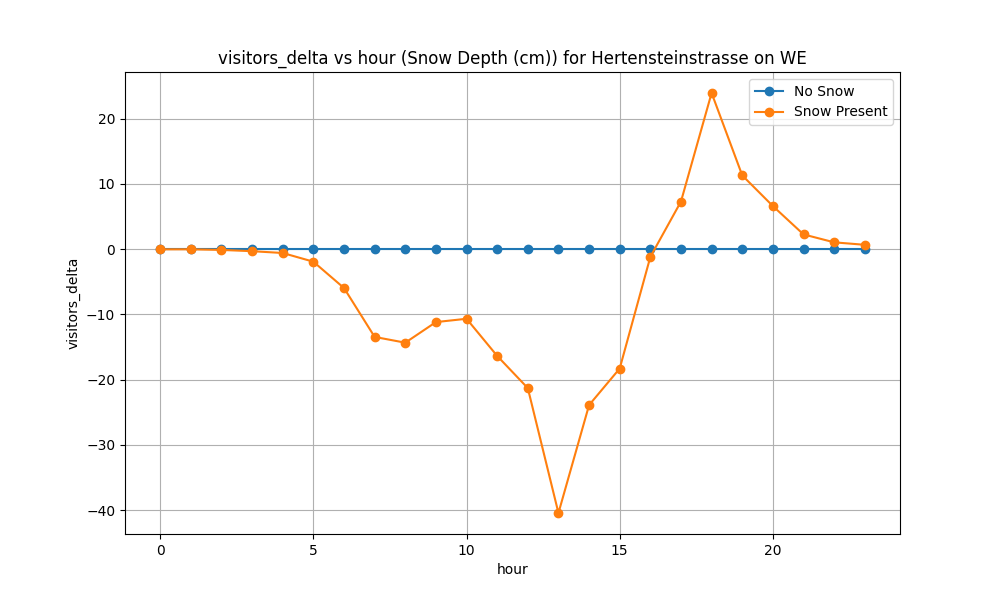 visitors_delta vs hour (Snow Depth (cm)) for Hertensteinstrasse on WE
No Snow
Snow Present
20
10
0
−10
−20
−30
−40
visitors_delta
0 5 10 15 20
hour